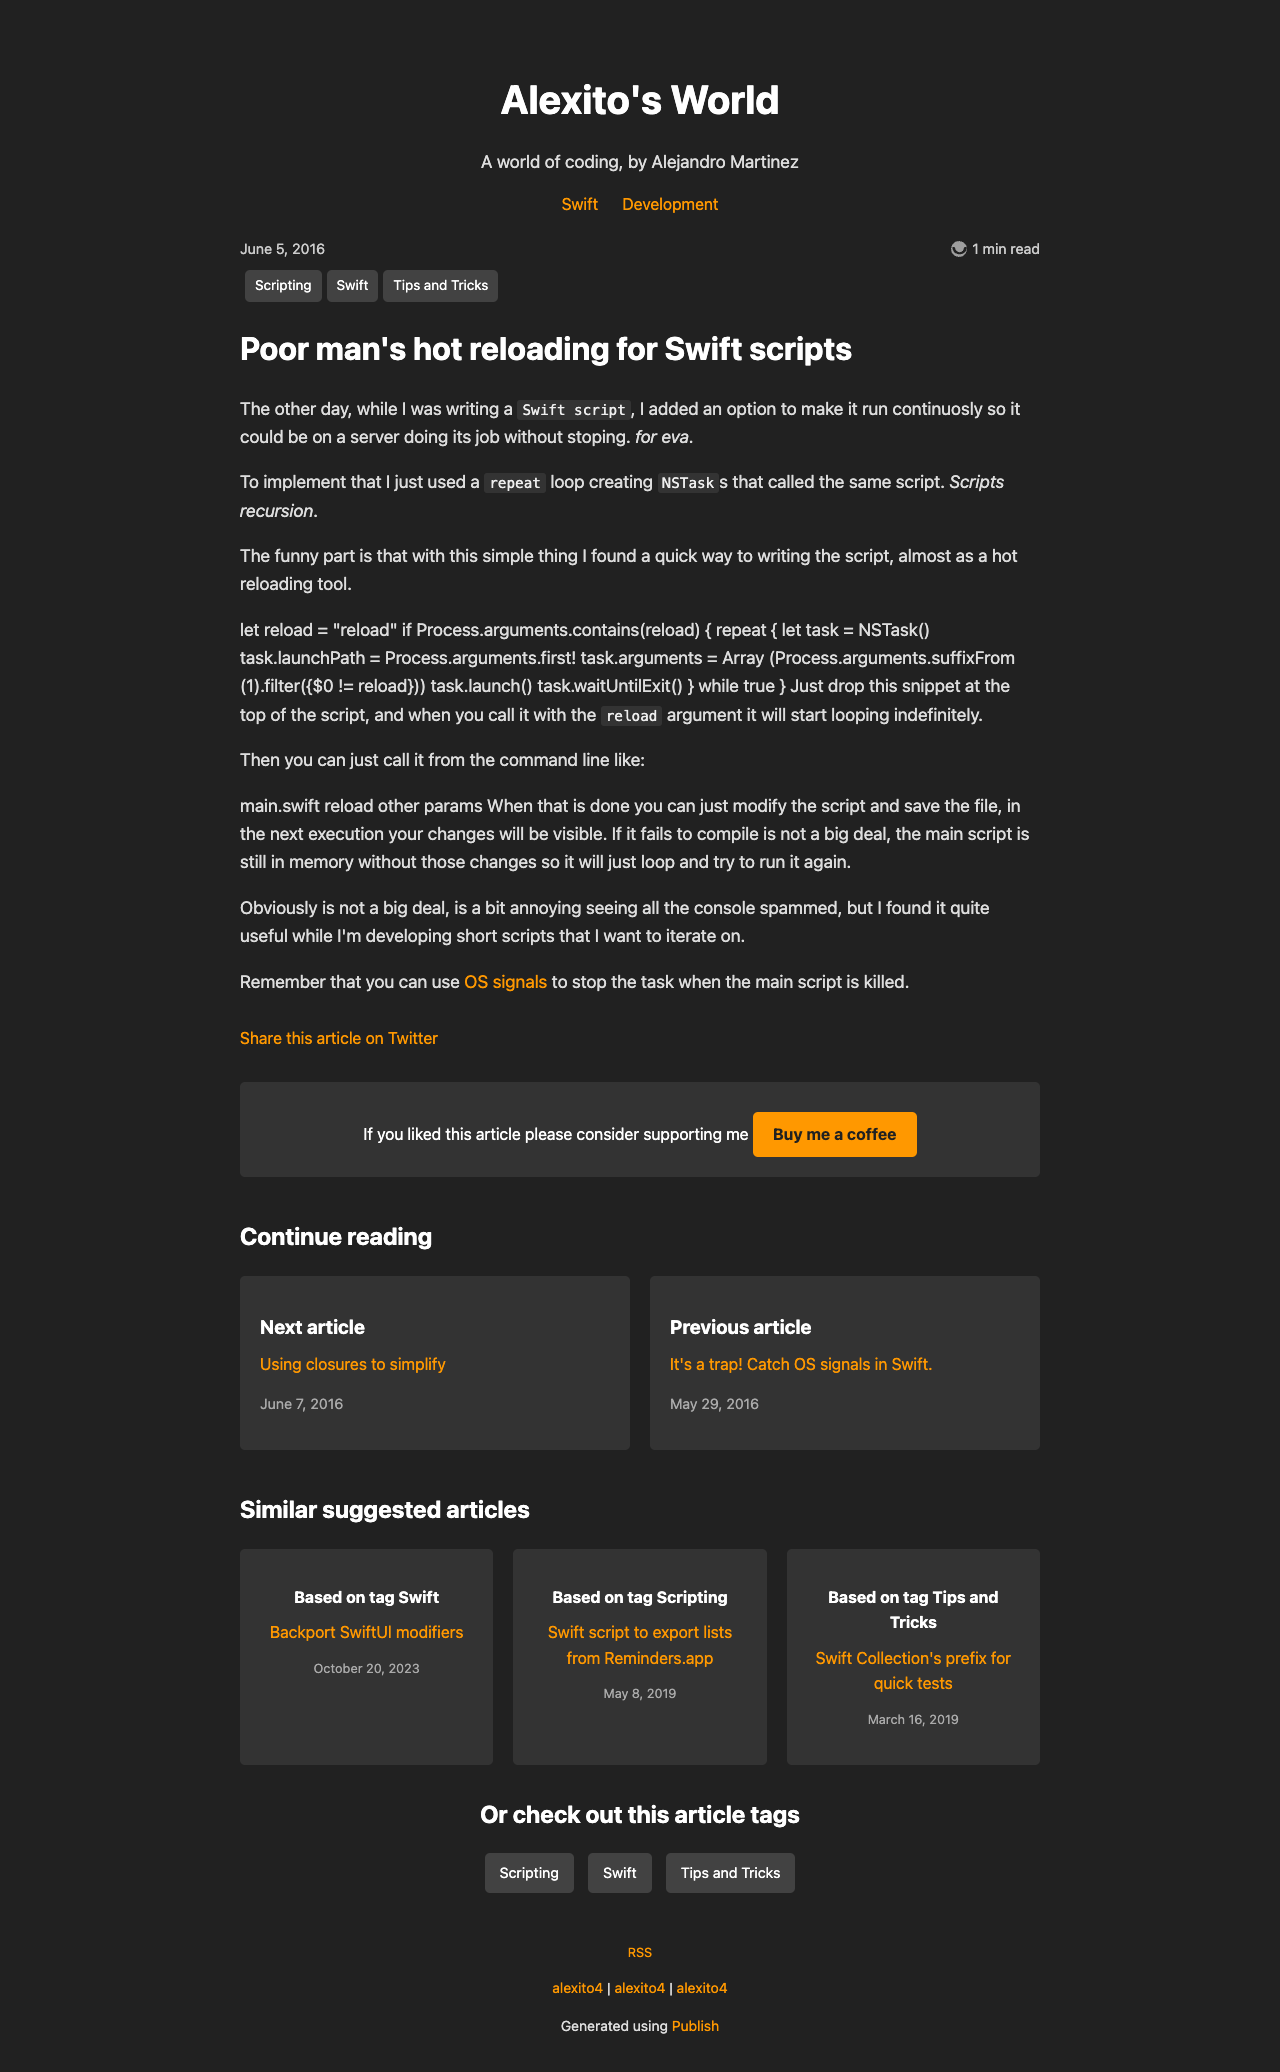 Alexito's World
A world of coding, by Alejandro Martinez
Swift Development
June 5, 2016
1 min read
Scripting Swift Tips and Tricks
Poor man's hot reloading for Swift scripts
The other day, while I was writing a Swift script, I added an option to make it run continuosly so it
could be on a server doing its job without stoping. for eva.
To implement that I just used a repeat loop creating NSTasks that called the same script. Scripts
recursion.
The funny part is that with this simple thing I found a quick way to writing the script, almost as a hot
reloading tool.
let reload = "reload" if Process.arguments.contains(reload) { repeat { let task = NSTask()
task.launchPath = Process.arguments.first! task.arguments = Array (Process.arguments.suffixFrom
(1).filter({$0 != reload})) task.launch() task.waitUntilExit() } while true } Just drop this snippet at the
top of the script, and when you call it with the reload argument it will start looping indefinitely.
Then you can just call it from the command line like:
main.swift reload other params When that is done you can just modify the script and save the file, in
the next execution your changes will be visible. If it fails to compile is not a big deal, the main script is
still in memory without those changes so it will just loop and try to run it again.
Obviously is not a big deal, is a bit annoying seeing all the console spammed, but I found it quite
useful while I'm developing short scripts that I want to iterate on.
Remember that you can use OS signals to stop the task when the main script is killed.
Share this article on Twitter
If you liked this article please consider supporting me Buy me a coffee
Continue reading
Next article
Using closures to simplify
June 7, 2016
Previous article
It's a trap! Catch OS signals in Swift.
May 29, 2016
Similar suggested articles
Based on tag Swift
Backport SwiftUI modifiers
October 20, 2023
Based on tag Scripting
Swift script to export lists
from Reminders.app
May 8, 2019
Based on tag Tips and
Tricks
Swift Collection's prefix for
quick tests
March 16, 2019
Or check out this article tags
Scripting Swift Tips and Tricks
RSS
alexito4 | alexito4 | alexito4
Generated using Publish